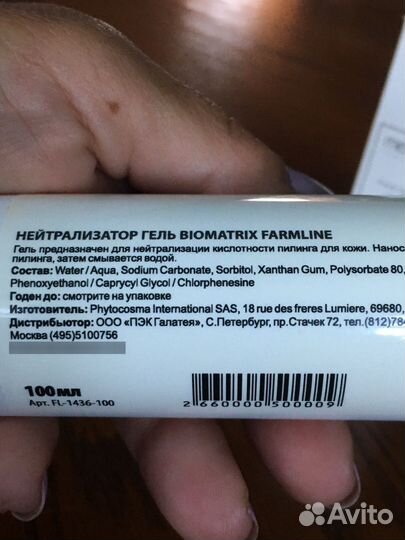 НЕЙТРАЛИЗАТОР ГЕЛЬ BIOMATRIX FARMLINE
Гель предназначен для нейтрализации кислотности пилинга для кожи. Нанос
пилинга, затем смывается водой.
Состав: Water / Aqua, Sodium Carbonate, Sorbitol, Xanthan Gum, Polysorbate 80,
Phenoxyethanol / Caprycyl Glycol / Chlorphenesine
Годен до: смотрите на упаковке
Изготовитель: Phytocosma International SAS, 18 rue des freres Lumiere, 69680,
Дистрибьютор: ООО «ПЭК Галатея», С.Петербург, пр.Стачек 72, тел.(812)784
Москва (495)5100756
100 мл
Арт. FL-1436-100
2 660000 500009
Avito